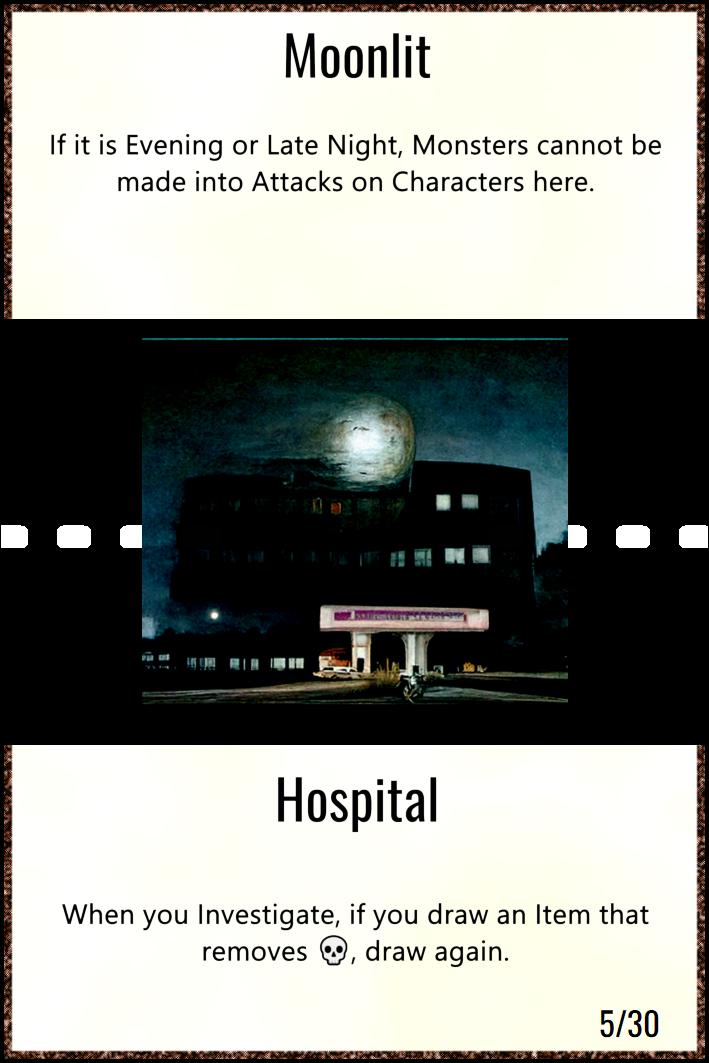 Moonlit
If it is Evening or Late Night, Monsters cannot be
made into Attacks on Characters here.
Hospital
When you Investigate, if you draw an Item that
removes 💀, draw again.
5/30